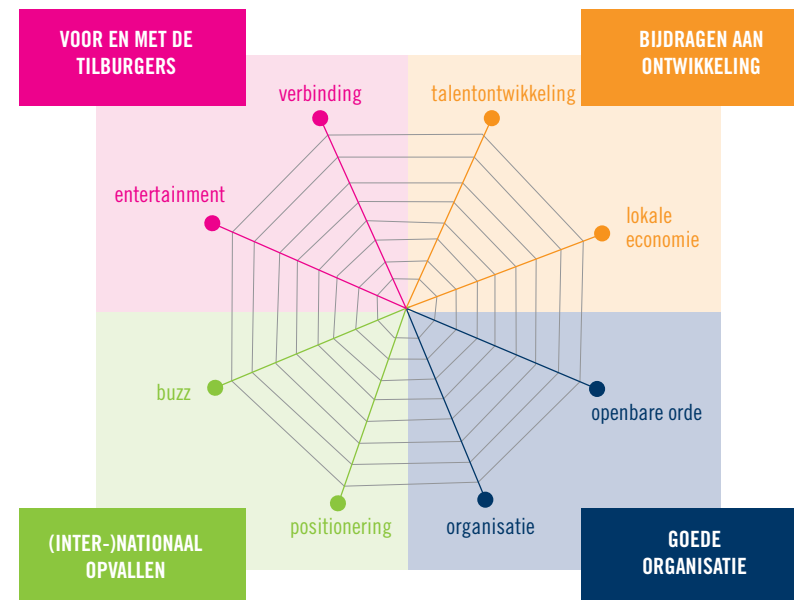 VOOR EN MET DE
TILBURGERS
BIJDRAGEN AAN
ONTWIKKELING
verbinding
talentontwikkeling
entertainment
lokale
economie
buzz
openbare orde
positionering
organisatie
(INTER-)NATIONAAL
OPVALLEN
GOEDE
ORGANISATIE